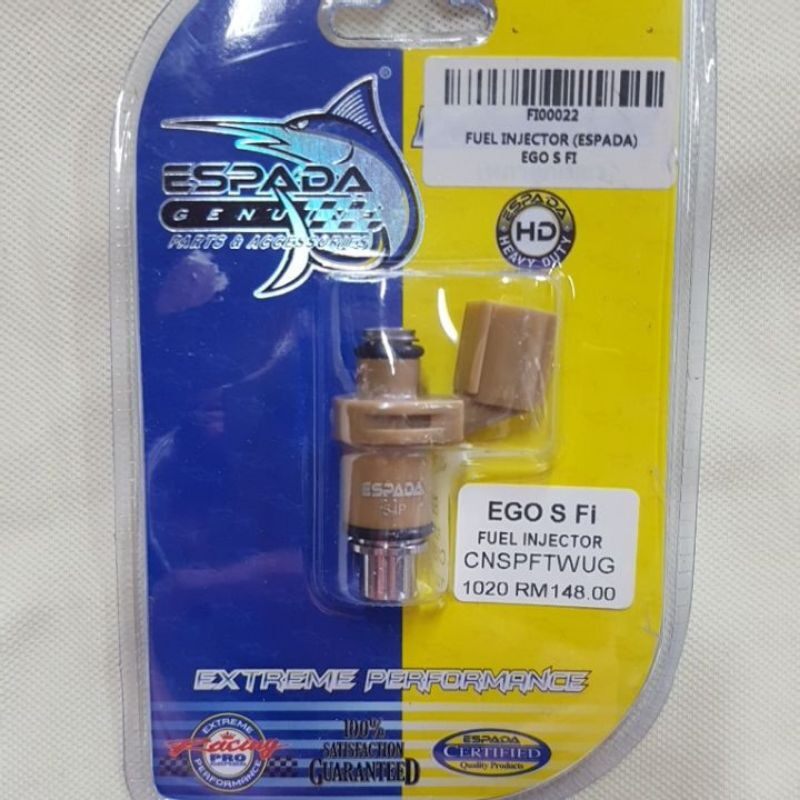 FI00022
FUEL INJECTOR (ESPADA)
EGO S FI
®
ESPADA
GENUINE
PARTS & ACCESSORIES
ESPADA
HD
HEAVY DUTY
ESPADA
EGO S Fi
FUEL INJECTOR
CNSPFTWUG
1020 RM148.00
EXTREME PERFORMANCE
EXTREME
Racing
PRO
PERFORMANCE
100%
SATISFACTION
GUARANTEED
ESPADA
CERTIFIED
Quality Products